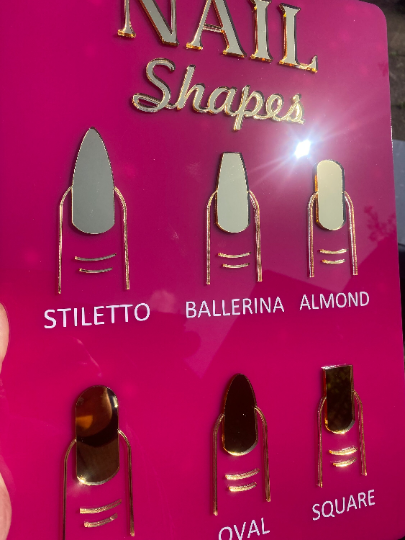 NAIL
Shapes
STILETTO BALLERINA ALMOND
OVAL SQUARE